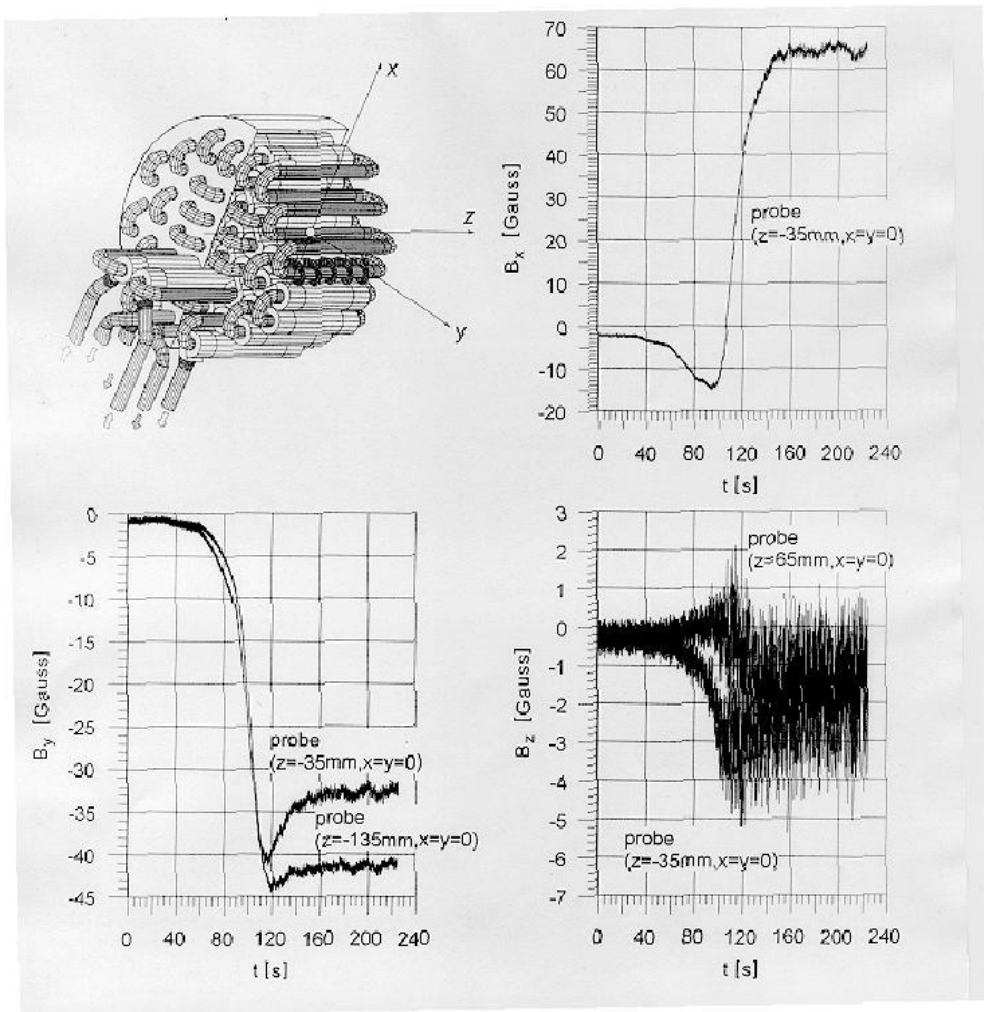 x
z
y
70
60
50
40
30
20
10
0
-10
-20
B_x [Gauss]
probe
(z=-35mm,x=y=0)
0 40 80 120 160 200 240
t [s]
0
-5
-10
-15
-20
-25
-30
-35
-40
-45
B_y [Gauss]
probe
(z=-35mm,x=y=0)
probe
(z=-135mm,x=y=0)
0 40 80 120 160 200 240
t [s]
3
2
1
0
-1
-2
-3
-4
-5
-6
-7
B_z [Gauss]
probe
(z=65mm,x=y=0)
probe
(z=-35mm,x=y=0)
0 40 80 120 160 200 240
t [s]